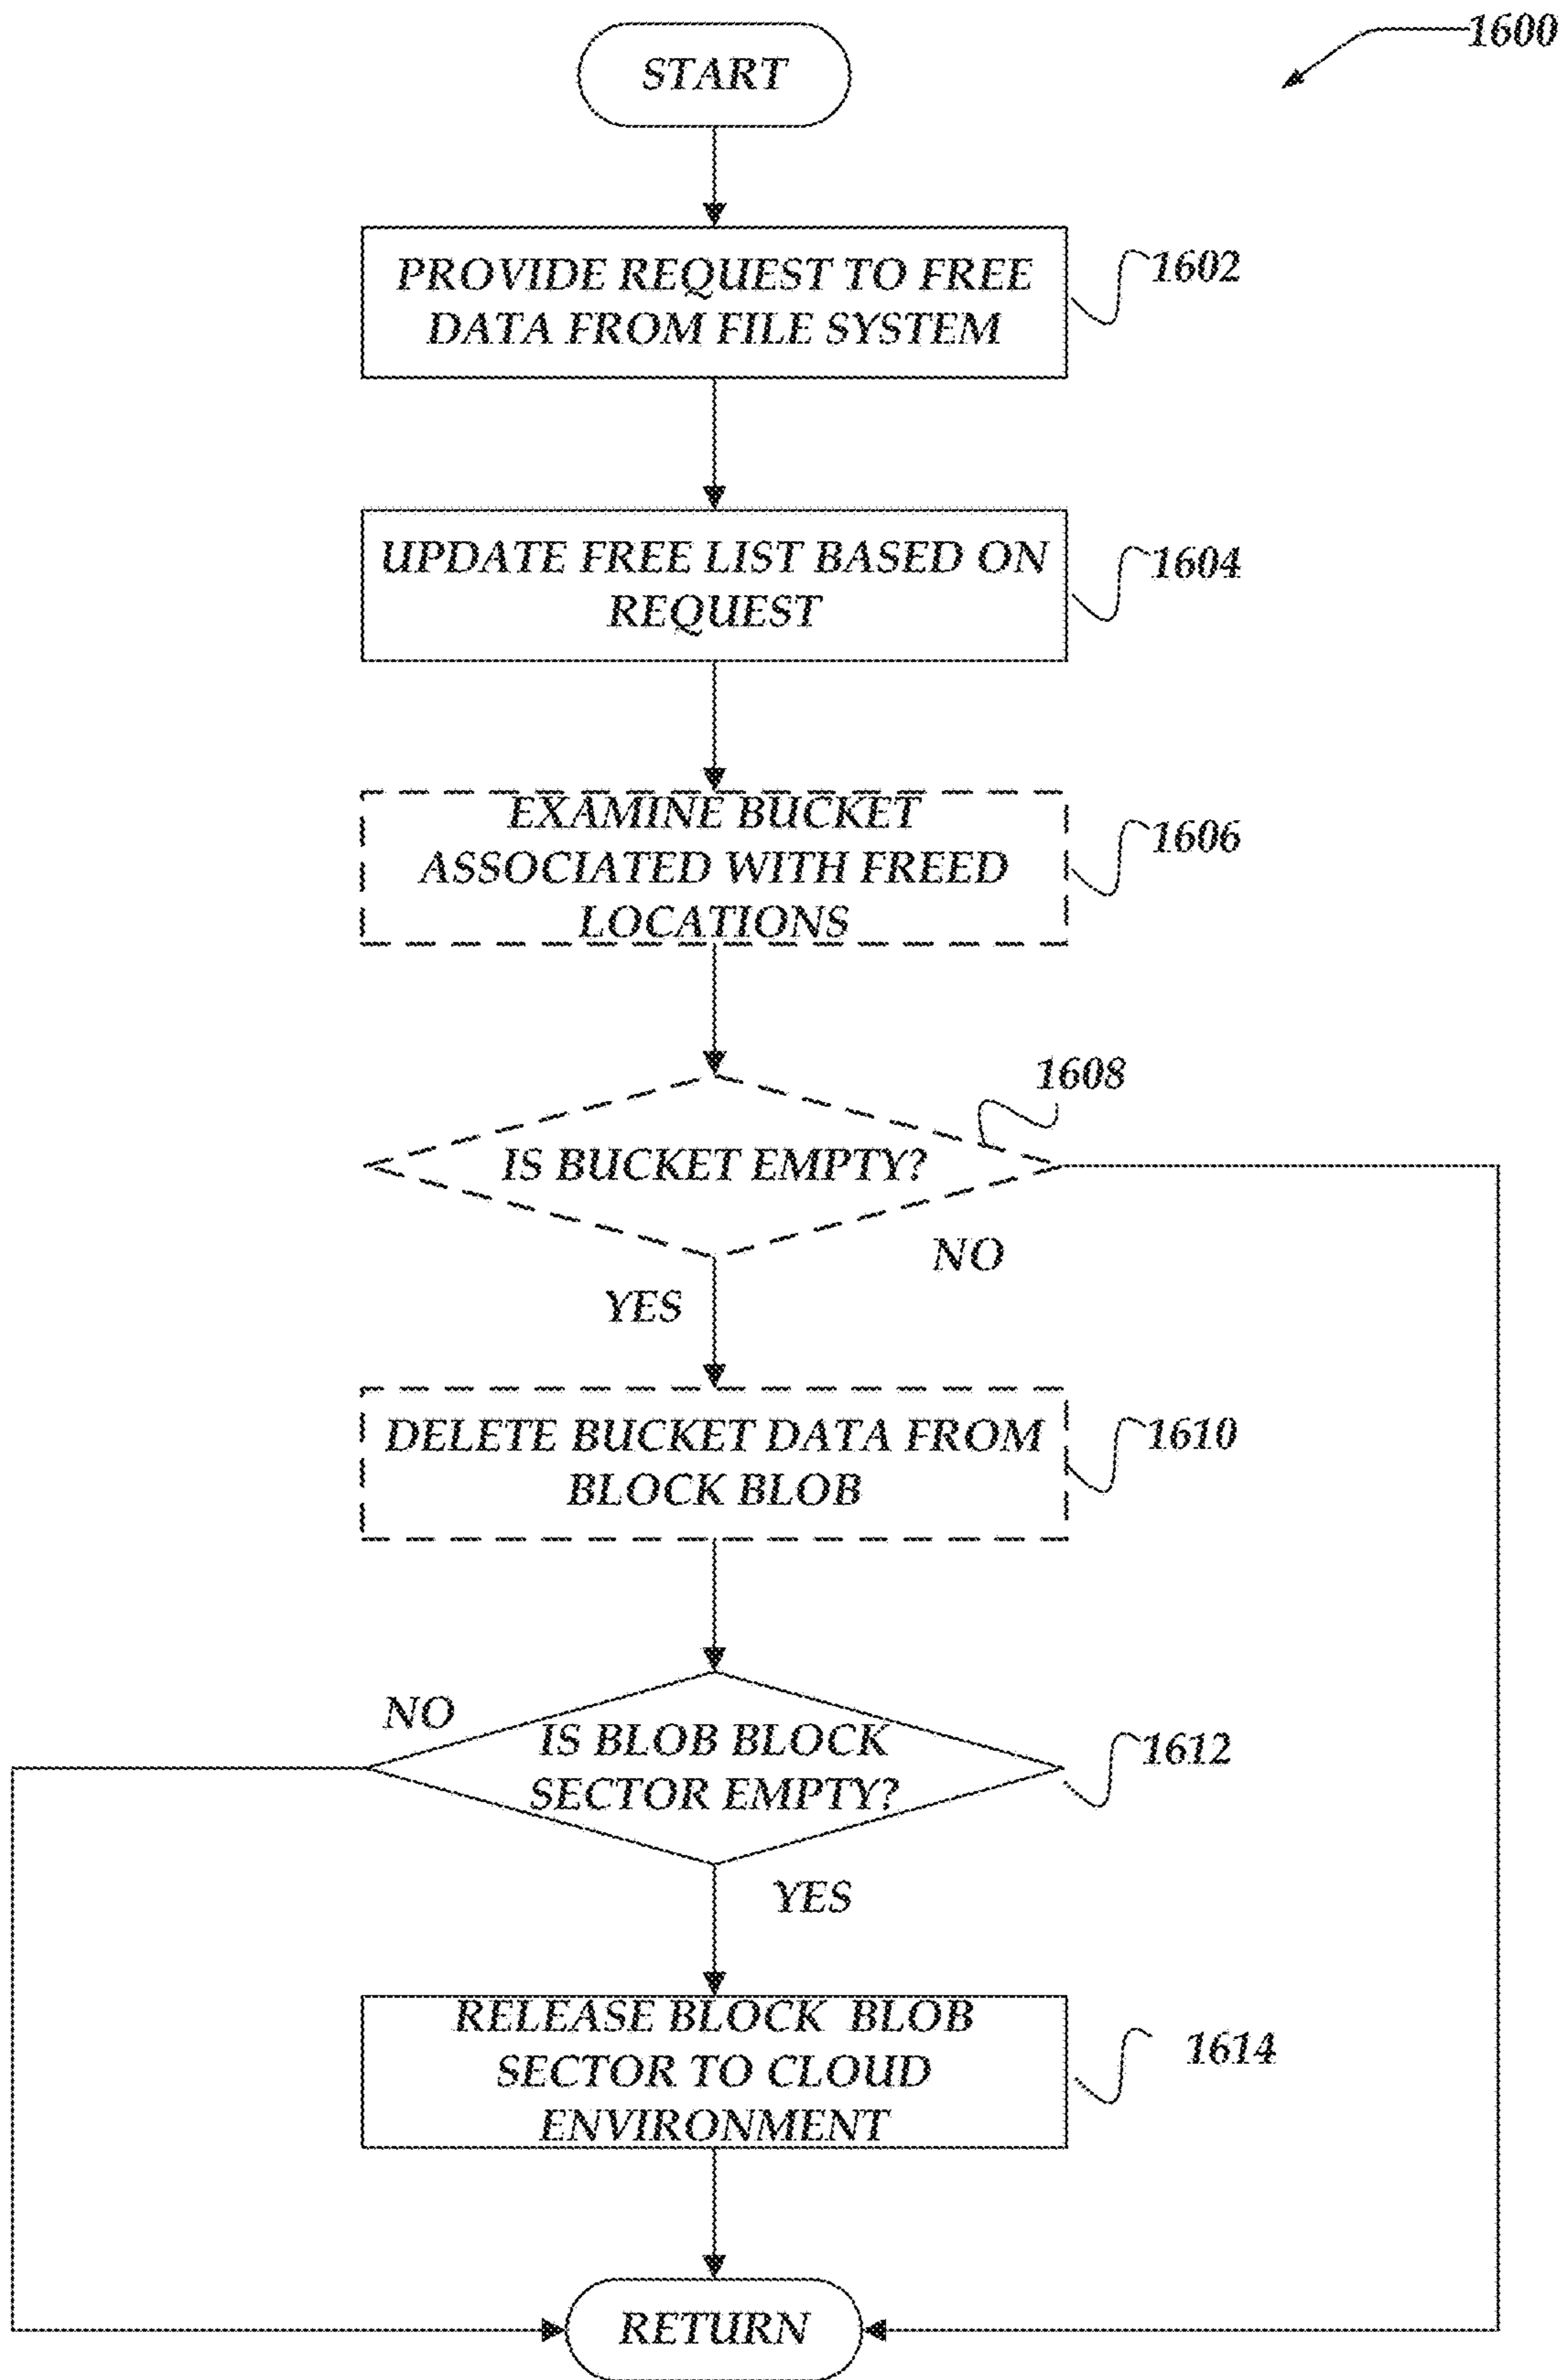 1600
START
PROVIDE REQUEST TO FREE
DATA FROM FILE SYSTEM
1602
UPDATE FREE LIST BASED ON
REQUEST
1604
EXAMINE BUCKET
ASSOCIATED WITH FREED
LOCATIONS
1606
1608
IS BUCKET EMPTY?
NO
YES
DELETE BUCKET DATA FROM
BLOCK BLOB
1610
NO
IS BLOB BLOCK
SECTOR EMPTY?
1612
YES
RELEASE BLOCK BLOB
SECTOR TO CLOUD
ENVIRONMENT
1614
RETURN